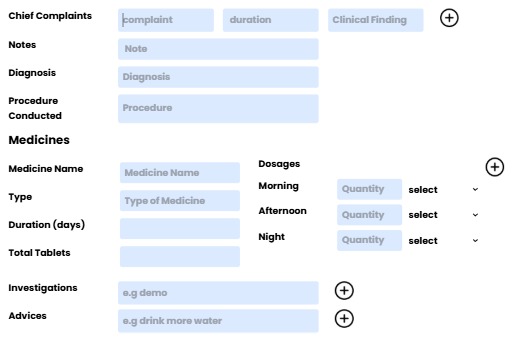 Chief Complaints complaint duration Clinical Finding
Notes Note
Diagnosis Diagnosis
Procedure Conducted Procedure
Medicines
Medicine Name Medicine Name
Type Type of Medicine
Duration (days)
Total Tablets
Dosages
Morning Quantity select
Afternoon Quantity select
Night Quantity select
Investigations e.g demo
Advices e.g drink more water